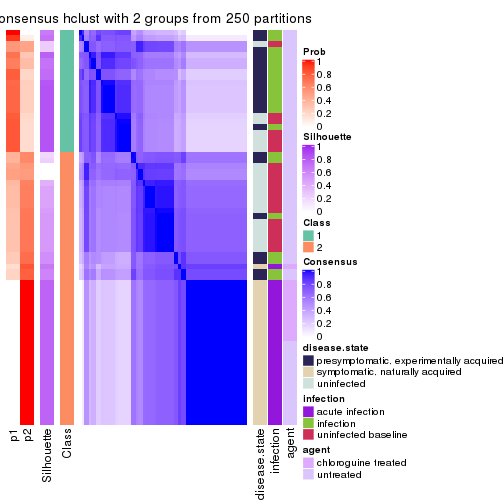 onsensus hclust with 2 groups from 250 partitions
Prob
1
0.8
0.6
0.4
0.2
0
Silhouette
1
0.8
0.6
0.4
0.2
0
Class
1
2
Consensus
1
0.8
0.6
0.4
0.2
0
disease.state
presymptomatic. experimentally acquired
symptomatic. naturally acquired
uninfected
infection
acute infection
infection
uninfected baseline
agent
chloroguine treated
untreated
p1
p2
Silhouette
Class
disease.state
infection
agent